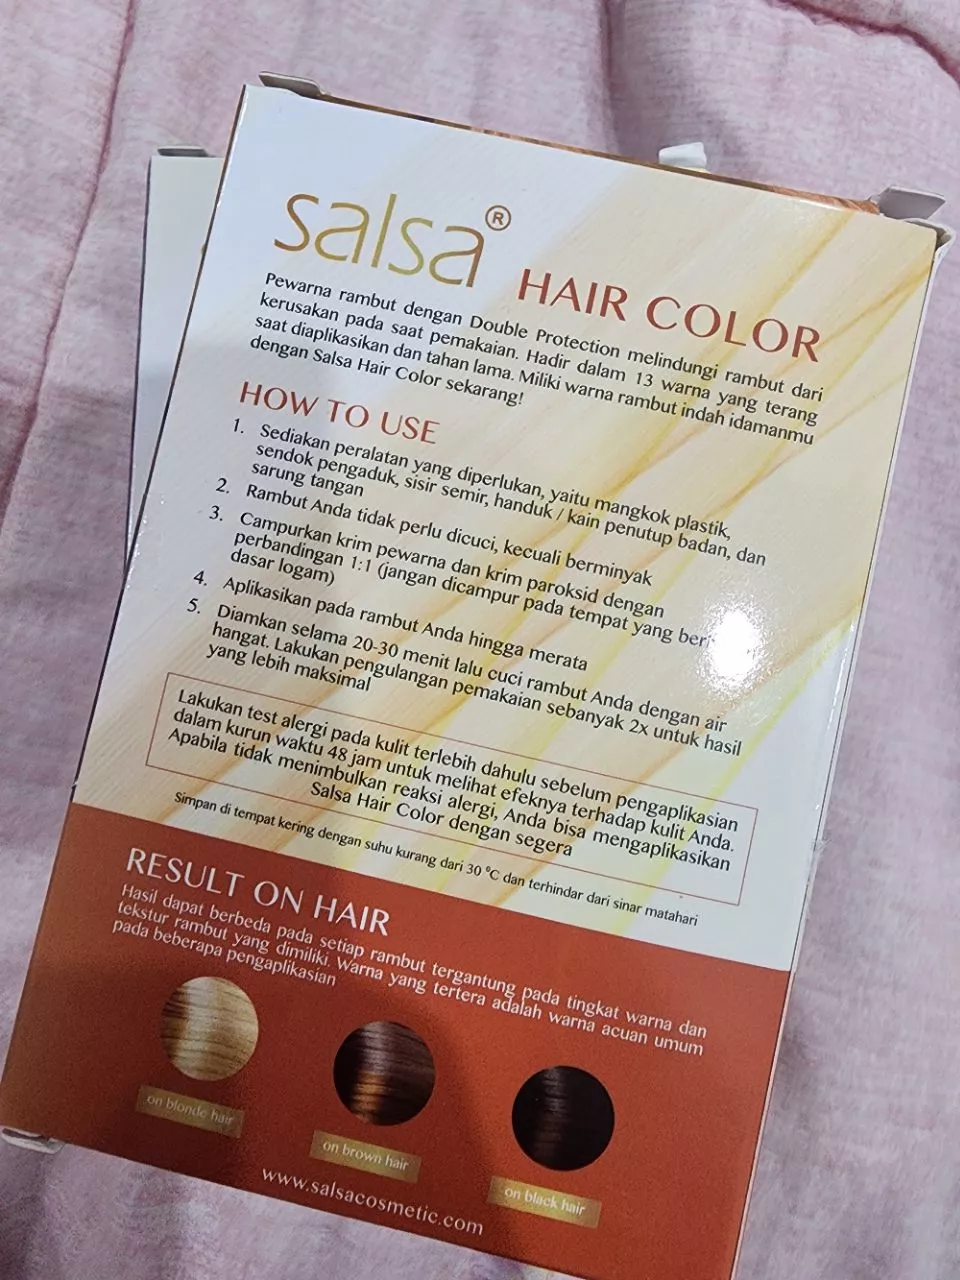 salsa®
HAIR COLOR
Pewarna rambut dengan Double Protection melindungi rambut dari
kerusakan pada saat pemakaian. Hadir dalam 13 warna yang terang
saat diaplikasikan dan tahan lama. Miliki warna rambut indah idamanmu
dengan Salsa Hair Color sekarang!
HOW TO USE
1. Sediakan peralatan yang diperlukan, yaitu mangkok plastik,
sendok pengaduk, sisir semir, handuk / kain penutup badan, dan
sarung tangan
2. Rambut Anda tidak perlu dicuci, kecuali berminyak
3. Campurkan krim pewarna dan krim paroksid dengan
perbandingan 1:1 (jangan dicampur pada tempat yang
dasar logam)
4. Aplikasikan pada rambut Anda hingga merata
5. Diamkan selama 20-30 menit lalu cuci rambut Anda dengan air
hangat. Lakukan pengulangan pemakaian sebanyak 2x untuk hasil
yang lebih maksimal
Lakukan test alergi pada kulit terlebih dahulu sebelum pengaplikasian
dalam kurun waktu 48 jam untuk melihat efeknya terhadap kulit Anda.
Apabila tidak menimbulkan reaksi alergi, Anda bisa mengaplikasikan
Salsa Hair Color dengan segera
Simpan di tempat kering dengan suhu kurang dari 30 °C dan terhindar dari sinar matahari
RESULT ON HAIR
Hasil dapat berbeda pada setiap rambut tergantung pada tingkat warna dan
tekstur rambut yang dimiliki. Warna yang tertera adalah warna acuan umum
pada beberapa pengaplikasian
on blonde hair
on brown hair
on black hair
www.salsacosmetic.com